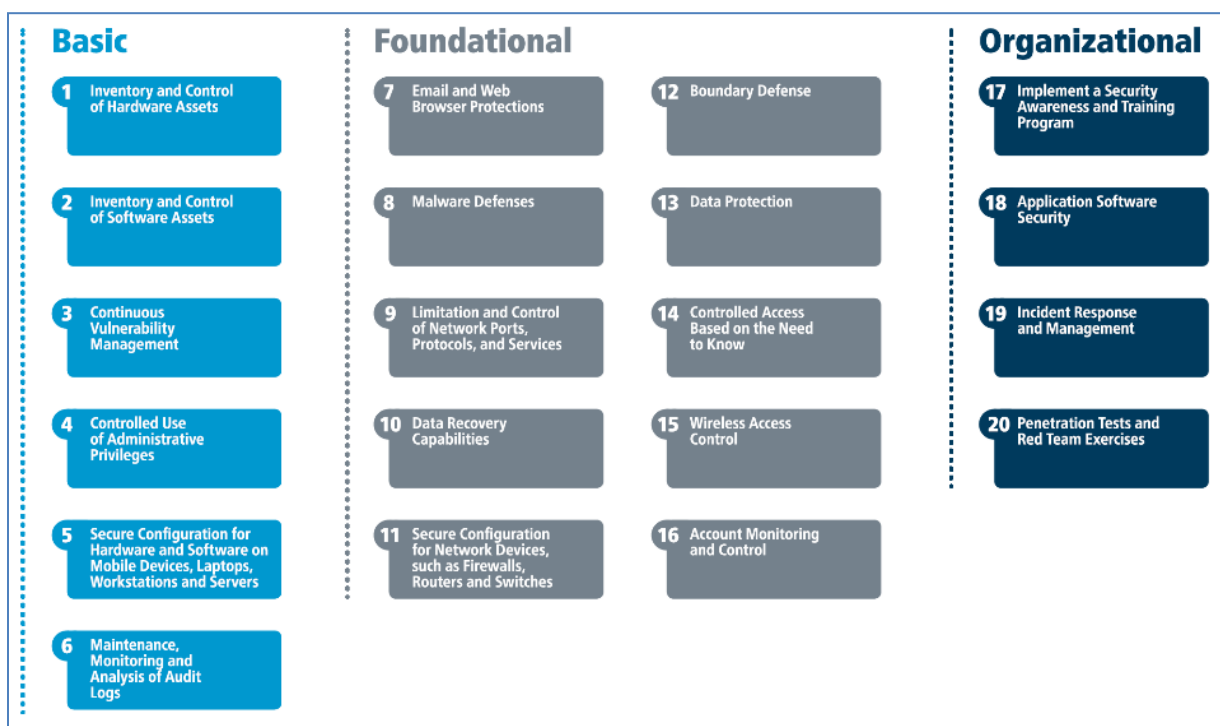 Basic
1 Inventory and Control
of Hardware Assets
2 Inventory and Control
of Software Assets
3 Continuous
Vulnerability
Management
4 Controlled Use
of Administrative
Privileges
5 Secure Configuration for
Hardware and Software on
Mobile Devices, Laptops,
Workstations and Servers
6 Maintenance,
Monitoring and
Analysis of Audit
Logs
Foundational
7 Email and Web
Browser Protections
8 Malware Defenses
9 Limitation and Control
of Network Ports,
Protocols, and Services
10 Data Recovery
Capabilities
11 Secure Configuration
for Network Devices,
such as Firewalls,
Routers and Switches
12 Boundary Defense
13 Data Protection
14 Controlled Access
Based on the Need
to Know
15 Wireless Access
Control
16 Account Monitoring
and Control
Organizational
17 Implement a Security
Awareness and Training
Program
18 Application Software
Security
19 Incident Response
and Management
20 Penetration Tests and
Red Team Exercises